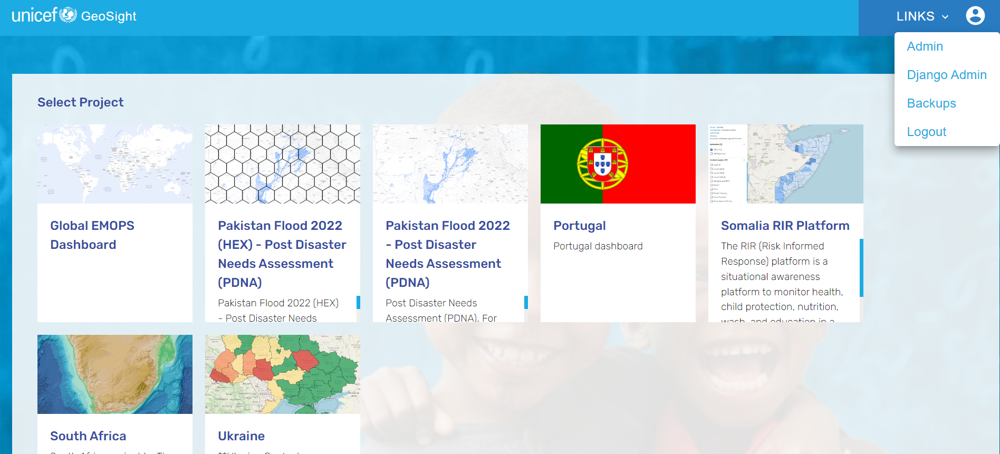 unicef GeoSight
LINKS
Admin
Django Admin
Backups
Logout
Select Project
Global EMOPS
Dashboard
Pakistan Flood 2022
(HEX) - Post Disaster
Needs Assessment
(PDNA)
Pakistan Flood 2022 (HEX)
- Post Disaster Needs
Pakistan Flood 2022
- Post Disaster
Needs Assessment
(PDNA)
Post Disaster Needs
Assessment (PDNA). For
Portugal
Portugal dashboard
Somalia RIR Platform
The RIR (Risk Informed
Response) platform is a
situational awareness
platform to monitor health,
child protection, nutrition,
wash, and education in a
South Africa
Ukraine